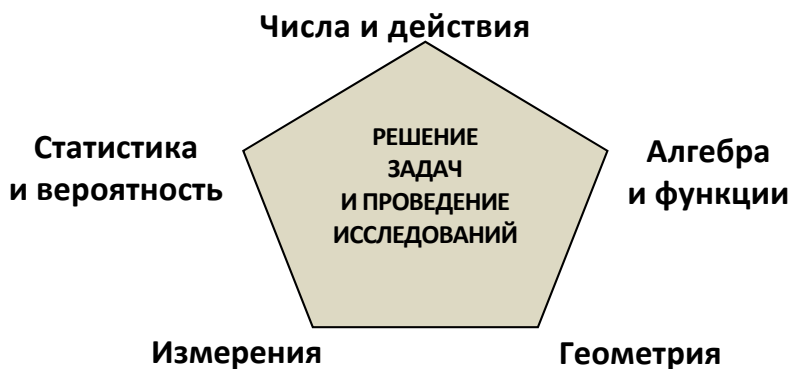 Числа и действия
Статистика
и вероятность
РЕШЕНИЕ
ЗАДАЧ
И ПРОВЕДЕНИЕ
ИССЛЕДОВАНИЙ
Алгебра
и функции
Измерения
Геометрия